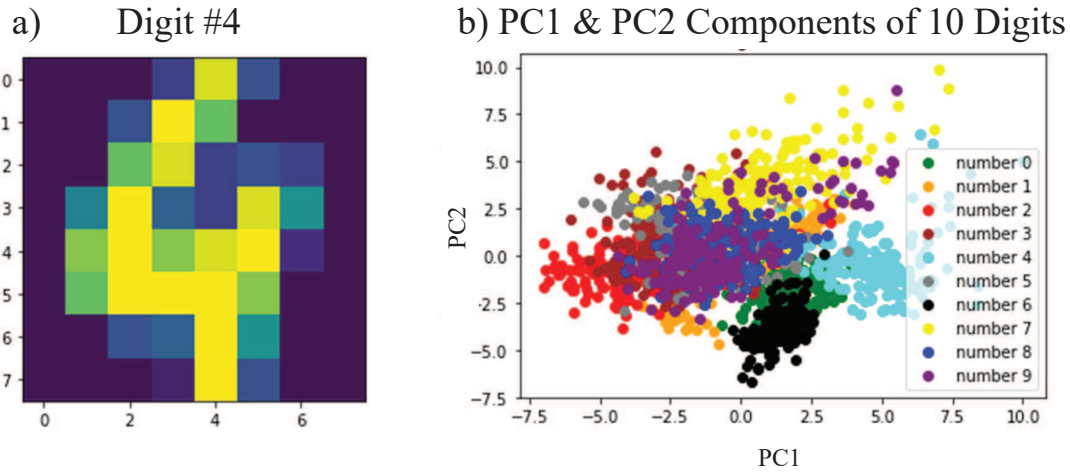 a) Digit #4
0
1
2
3
4
5
6
7
0 2 4 6
b) PC1 & PC2 Components of 10 Digits
PC2
10.0
7.5
5.0
2.5
0.0
−2.5
−5.0
−7.5
number 0
number 1
number 2
number 3
number 4
number 5
number 6
number 7
number 8
number 9
−7.5 −5.0 −2.5 0.0 2.5 5.0 7.5 10.0
PC1